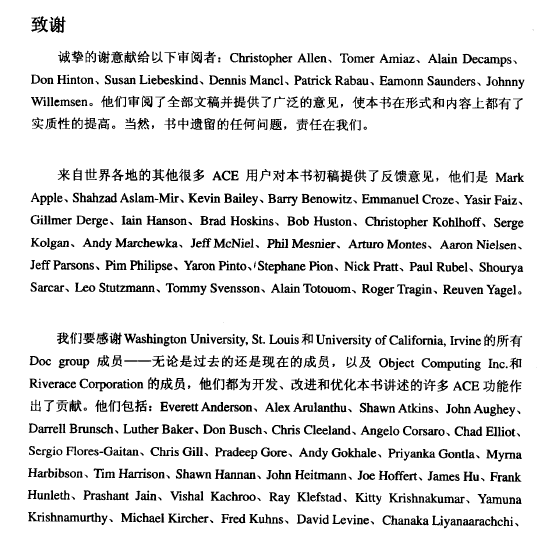 致谢
诚挚的谢意献给以下审阅者：Christopher Allen、Tomer Amiaz、Alain Decamps、
Don Hinton、Susan Liebeskind、Dennis Mancl、Patrick Rabau、Eamonn Saunders、Johnny
Willemsen。他们审阅了全部文稿并提供了广泛的意见，使本书在形式和内容上都有了
实质性的提高。当然，书中遗留的任何问题，责任在我们。
来自世界各地的其他很多 ACE 用户对本书初稿提供了反馈意见，他们是 Mark
Apple、Shahzad Aslam-Mir、Kevin Bailey、Barry Benowitz、Emmanuel Croze、Yasir Faiz、
Gillmer Derge、Iain Hanson、Brad Hoskins、Bob Huston、Christopher Kohlhoff、Serge
Kolgan、Andy Marchewka、Jeff McNiel、Phil Mesnier、Arturo Montes、Aaron Nielsen、
Jeff Parsons、Pim Philipse、Yaron Pinto、Stephane Pion、Nick Pratt、Paul Rubel、Shourya
Sarcar、Leo Stutzmann、Tommy Svensson、Alain Totouom、Roger Tragin、Reuven Yagel。
我们要感谢 Washington University, St. Louis 和 University of California, Irvine 的所有
Doc group 成员——无论是过去的还是现在的成员，以及 Object Computing Inc.和
Riverace Corporation 的成员，他们都为开发、改进和优化本书讲述的许多 ACE 功能作
出了贡献。他们包括：Everett Anderson、Alex Arulanthu、Shawn Atkins、John Aughey、
Darrell Brunsch、Luther Baker、Don Busch、Chris Cleeland、Angelo Corsaro、Chad Elliot、
Sergio Flores-Gaitan、Chris Gill、Pradeep Gore、Andy Gokhale、Priyanka Gontla、Myrna
Harbibson、Tim Harrison、Shawn Hannan、John Heitmann、Joe Hoffert、James Hu、Frank
Hunleth、Prashant Jain、Vishal Kachroo、Ray Klefstad、Kitty Krishnakumar、Yamuna
Krishnamurthy、Michael Kircher、Fred Kuhns、David Levine、Chanaka Liyanaarachchi、